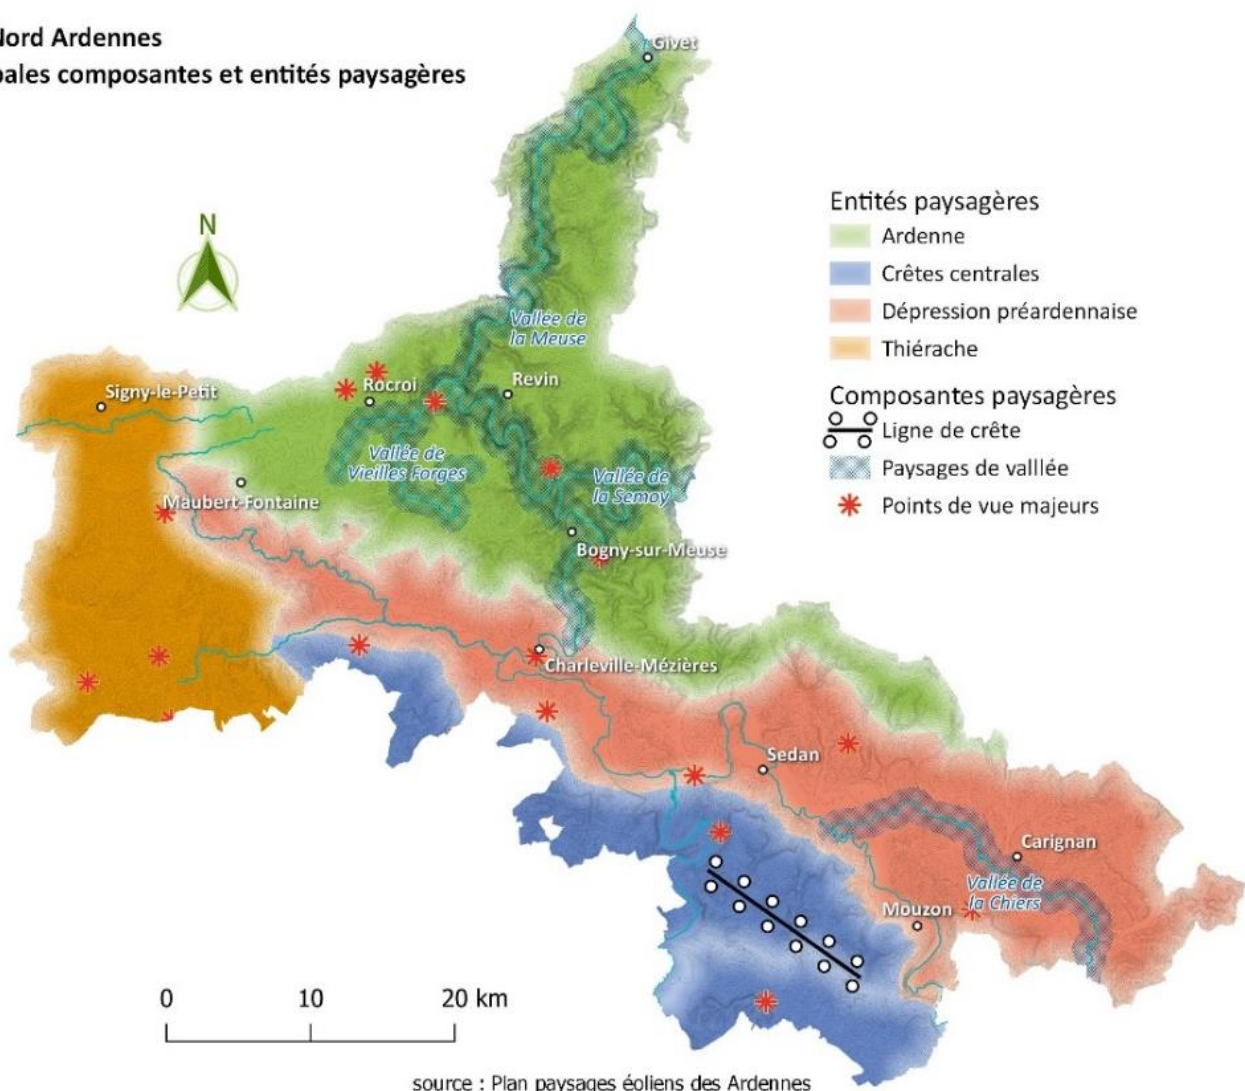 Nord Ardennes
pales composantes et entités paysagères
Givet
N
Entités paysagères
Ardenne
Crêtes centrales
Dépression préardennaise
Thiérache
Composantes paysagères
Ligne de crête
Paysages de valllée
Points de vue majeurs
Vallée de
la Meuse
Signy-le-Petit
Rocroi
Revin
Vallée de
Vieilles Forges
Vallée de
la Semoy
Maubert-Fontaine
Bogny-sur-Meuse
Charleville-Mézières
Sedan
Carignan
Vallée de
la Chiers
Mouzon
0 10 20 km
source : Plan paysages éoliens des Ardennes